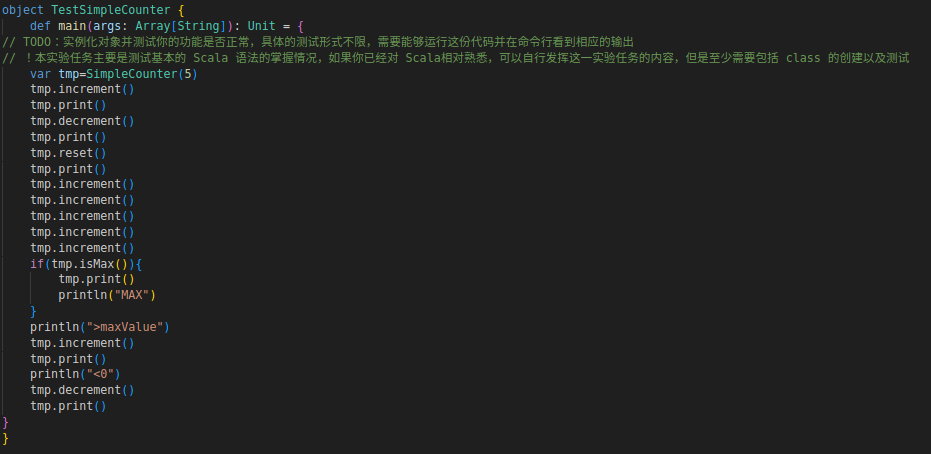 object TestSimpleCounter {
def main(args: Array[String]): Unit = {
// TODO：实例化对象并测试你的功能是否正常，具体的测试形式不限，需要能够运行这份代码并在命令行看到相应的输出
// ！本实验任务主要是测试基本的 Scala 语法的掌握情况，如果你已经对 Scala相对熟悉，可以自行发挥这一实验任务的内容，但是至少需要包括 class 的创建以及测试
var tmp=SimpleCounter(5)
tmp.increment()
tmp.print()
tmp.decrement()
tmp.print()
tmp.reset()
tmp.print()
tmp.increment()
tmp.increment()
tmp.increment()
tmp.increment()
tmp.increment()
if(tmp.isMax()){
tmp.print()
println("MAX")
}
println(">maxValue")
tmp.increment()
tmp.print()
println("<0")
tmp.decrement()
tmp.print()
}
}